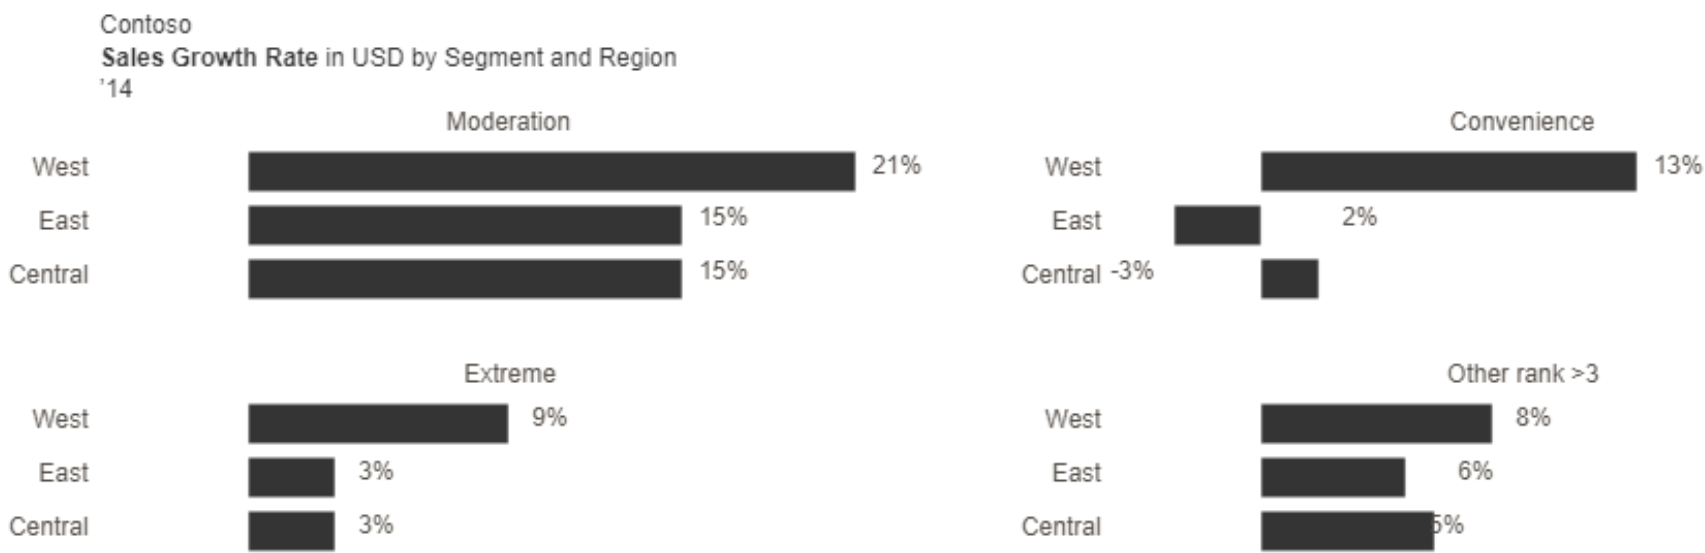 Contoso
Sales Growth Rate in USD by Segment and Region
'14
Moderation
West 21%
East 15%
Central 15%
Convenience
West 13%
East 2%
Central -3%
Extreme
West 9%
East 3%
Central 3%
Other rank >3
West 8%
East 6%
Central 5%